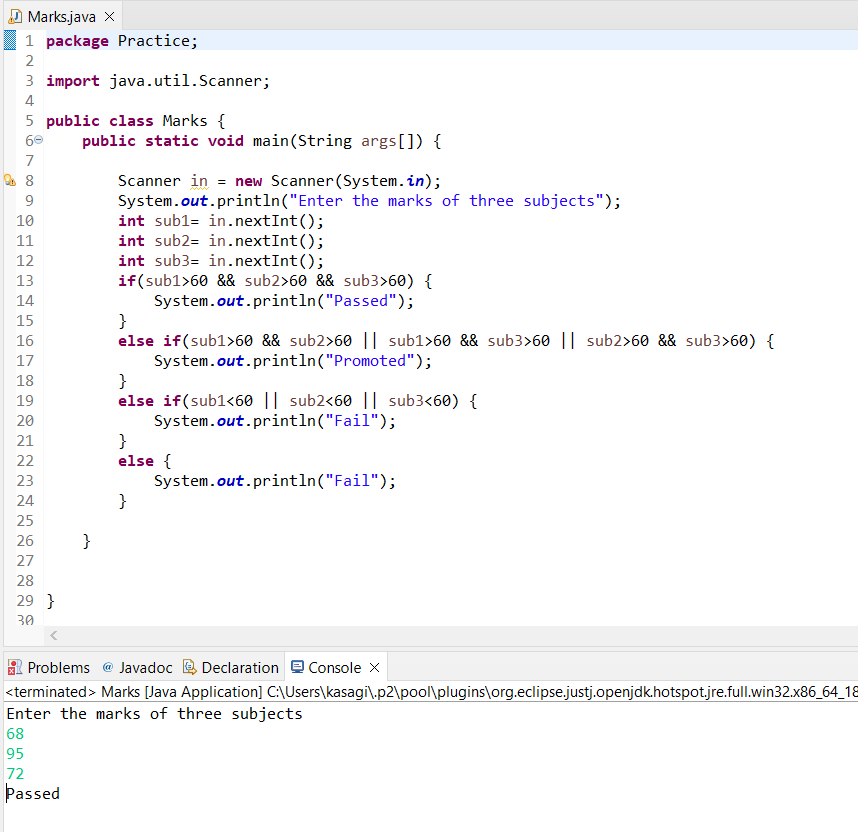 Marks.java
1 package Practice;
2
3 import java.util.Scanner;
4
5 public class Marks {
6 public static void main(String args[]) {
7
8 Scanner in = new Scanner(System.in);
9 System.out.println("Enter the marks of three subjects");
10 int sub1= in.nextInt();
11 int sub2= in.nextInt();
12 int sub3= in.nextInt();
13 if(sub1>60 && sub2>60 && sub3>60) {
14 System.out.println("Passed");
15 }
16 else if(sub1>60 && sub2>60 || sub1>60 && sub3>60 || sub2>60 && sub3>60) {
17 System.out.println("Promoted");
18 }
19 else if(sub1<60 || sub2<60 || sub3<60) {
20 System.out.println("Fail");
21 }
22 else {
23 System.out.println("Fail");
24 }
25
26 }
27
28
29 }
30
Problems @ Javadoc Declaration Console
<terminated> Marks [Java Application] C:\Users\kasagi\.p2\pool\plugins\org.eclipse.justj.openjdk.hotspot.jre.full.win32.x86_64_18
Enter the marks of three subjects
68
95
72
Passed